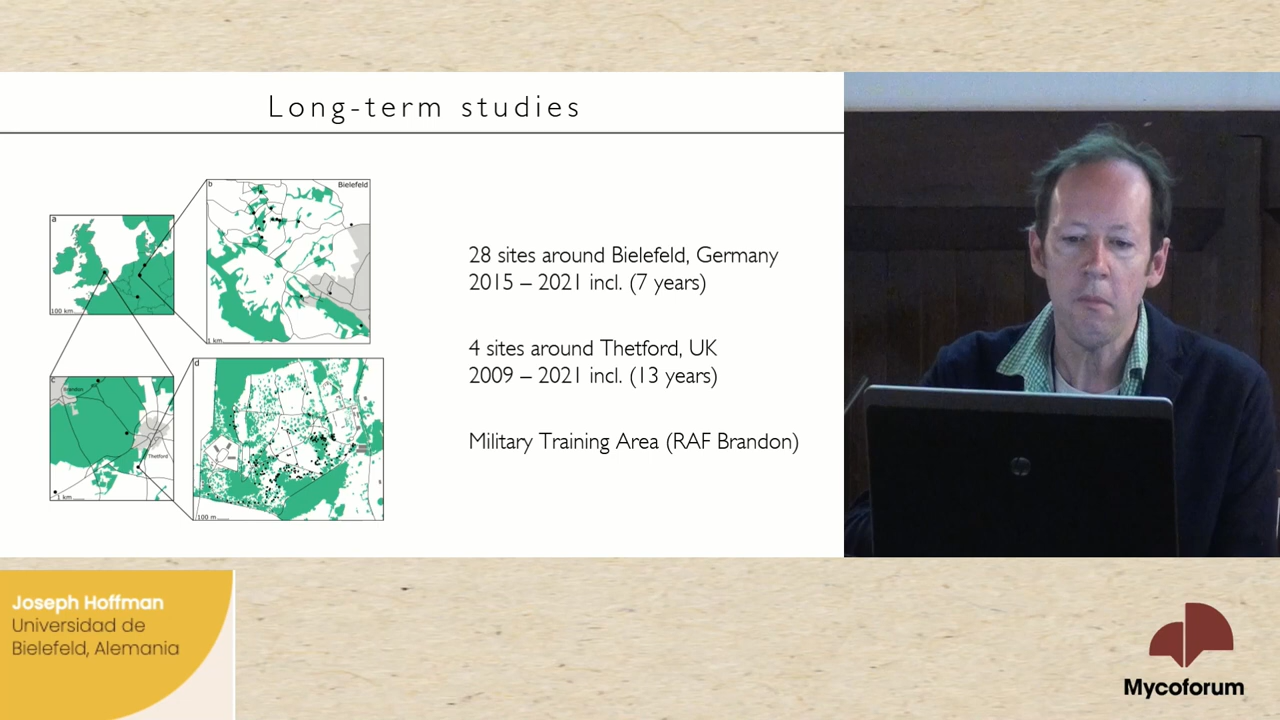 Long-term studies
a
100 km
b
Bielefeld
1 km
28 sites around Bielefeld, Germany
2015 – 2021 incl. (7 years)
4 sites around Thetford, UK
2009 – 2021 incl. (13 years)
Military Training Area (RAF Brandon)
c
Brandon
Thetford
1 km
d
100 m
Joseph Hoffman
Universidad de
Bielefeld, Alemania
Mycoforum